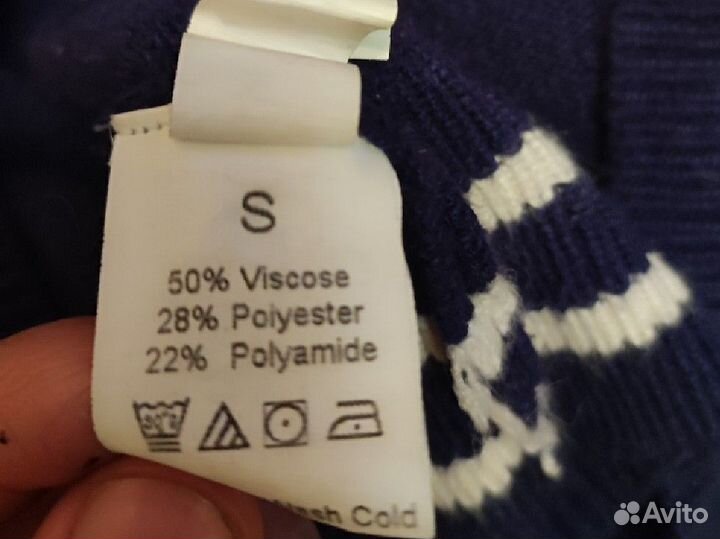 S
50% Viscose
28% Polyester
22% Polyamide
Wash Cold
Avito